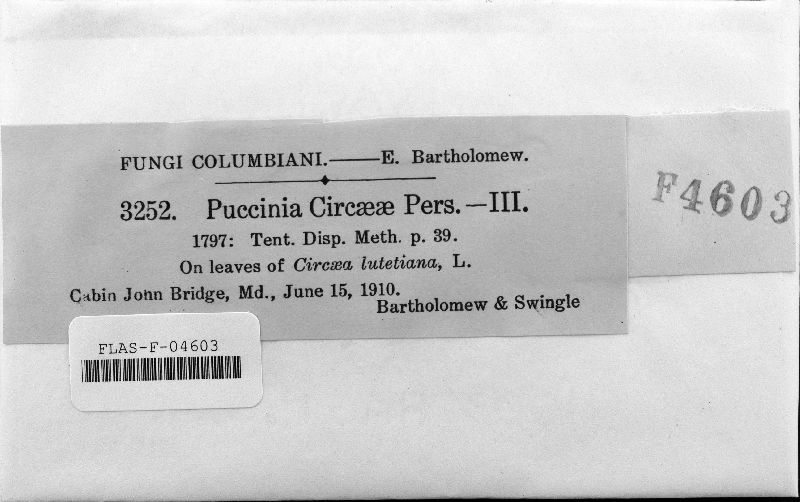 FUNGI COLUMBIANI.——E. Bartholomew.
3252. Puccinia Circææ Pers.—III.
1797: Tent. Disp. Meth. p. 39.
On leaves of Circæa lutetiana, L.
Cabin John Bridge, Md., June 15, 1910.
Bartholomew & Swingle
F4603
FLAS-F-04603